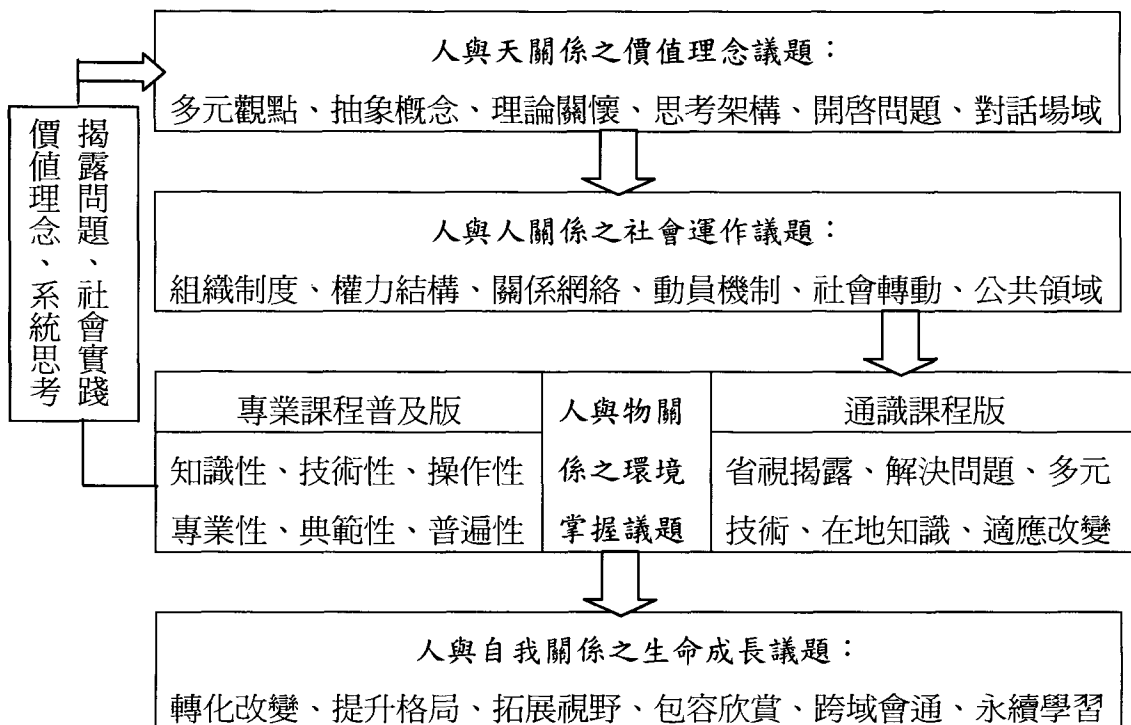 人與天關係之價值理念議題：
多元觀點、抽象概念、理論關懷、思考架構、開啓問題、對話場域
揭露問題、社會實踐
價值理念、系統思考
人與人關係之社會運作議題：
組織制度、權力結構、關係網絡、動員機制、社會轉動、公共領域
專業課程普及版
知識性、技術性、操作性
專業性、典範性、普遍性
人與物關
係之環境
掌握議題
通識課程版
省視揭露、解決問題、多元
技術、在地知識、適應改變
人與自我關係之生命成長議題：
轉化改變、提升格局、拓展視野、包容欣賞、跨域會通、永續學習